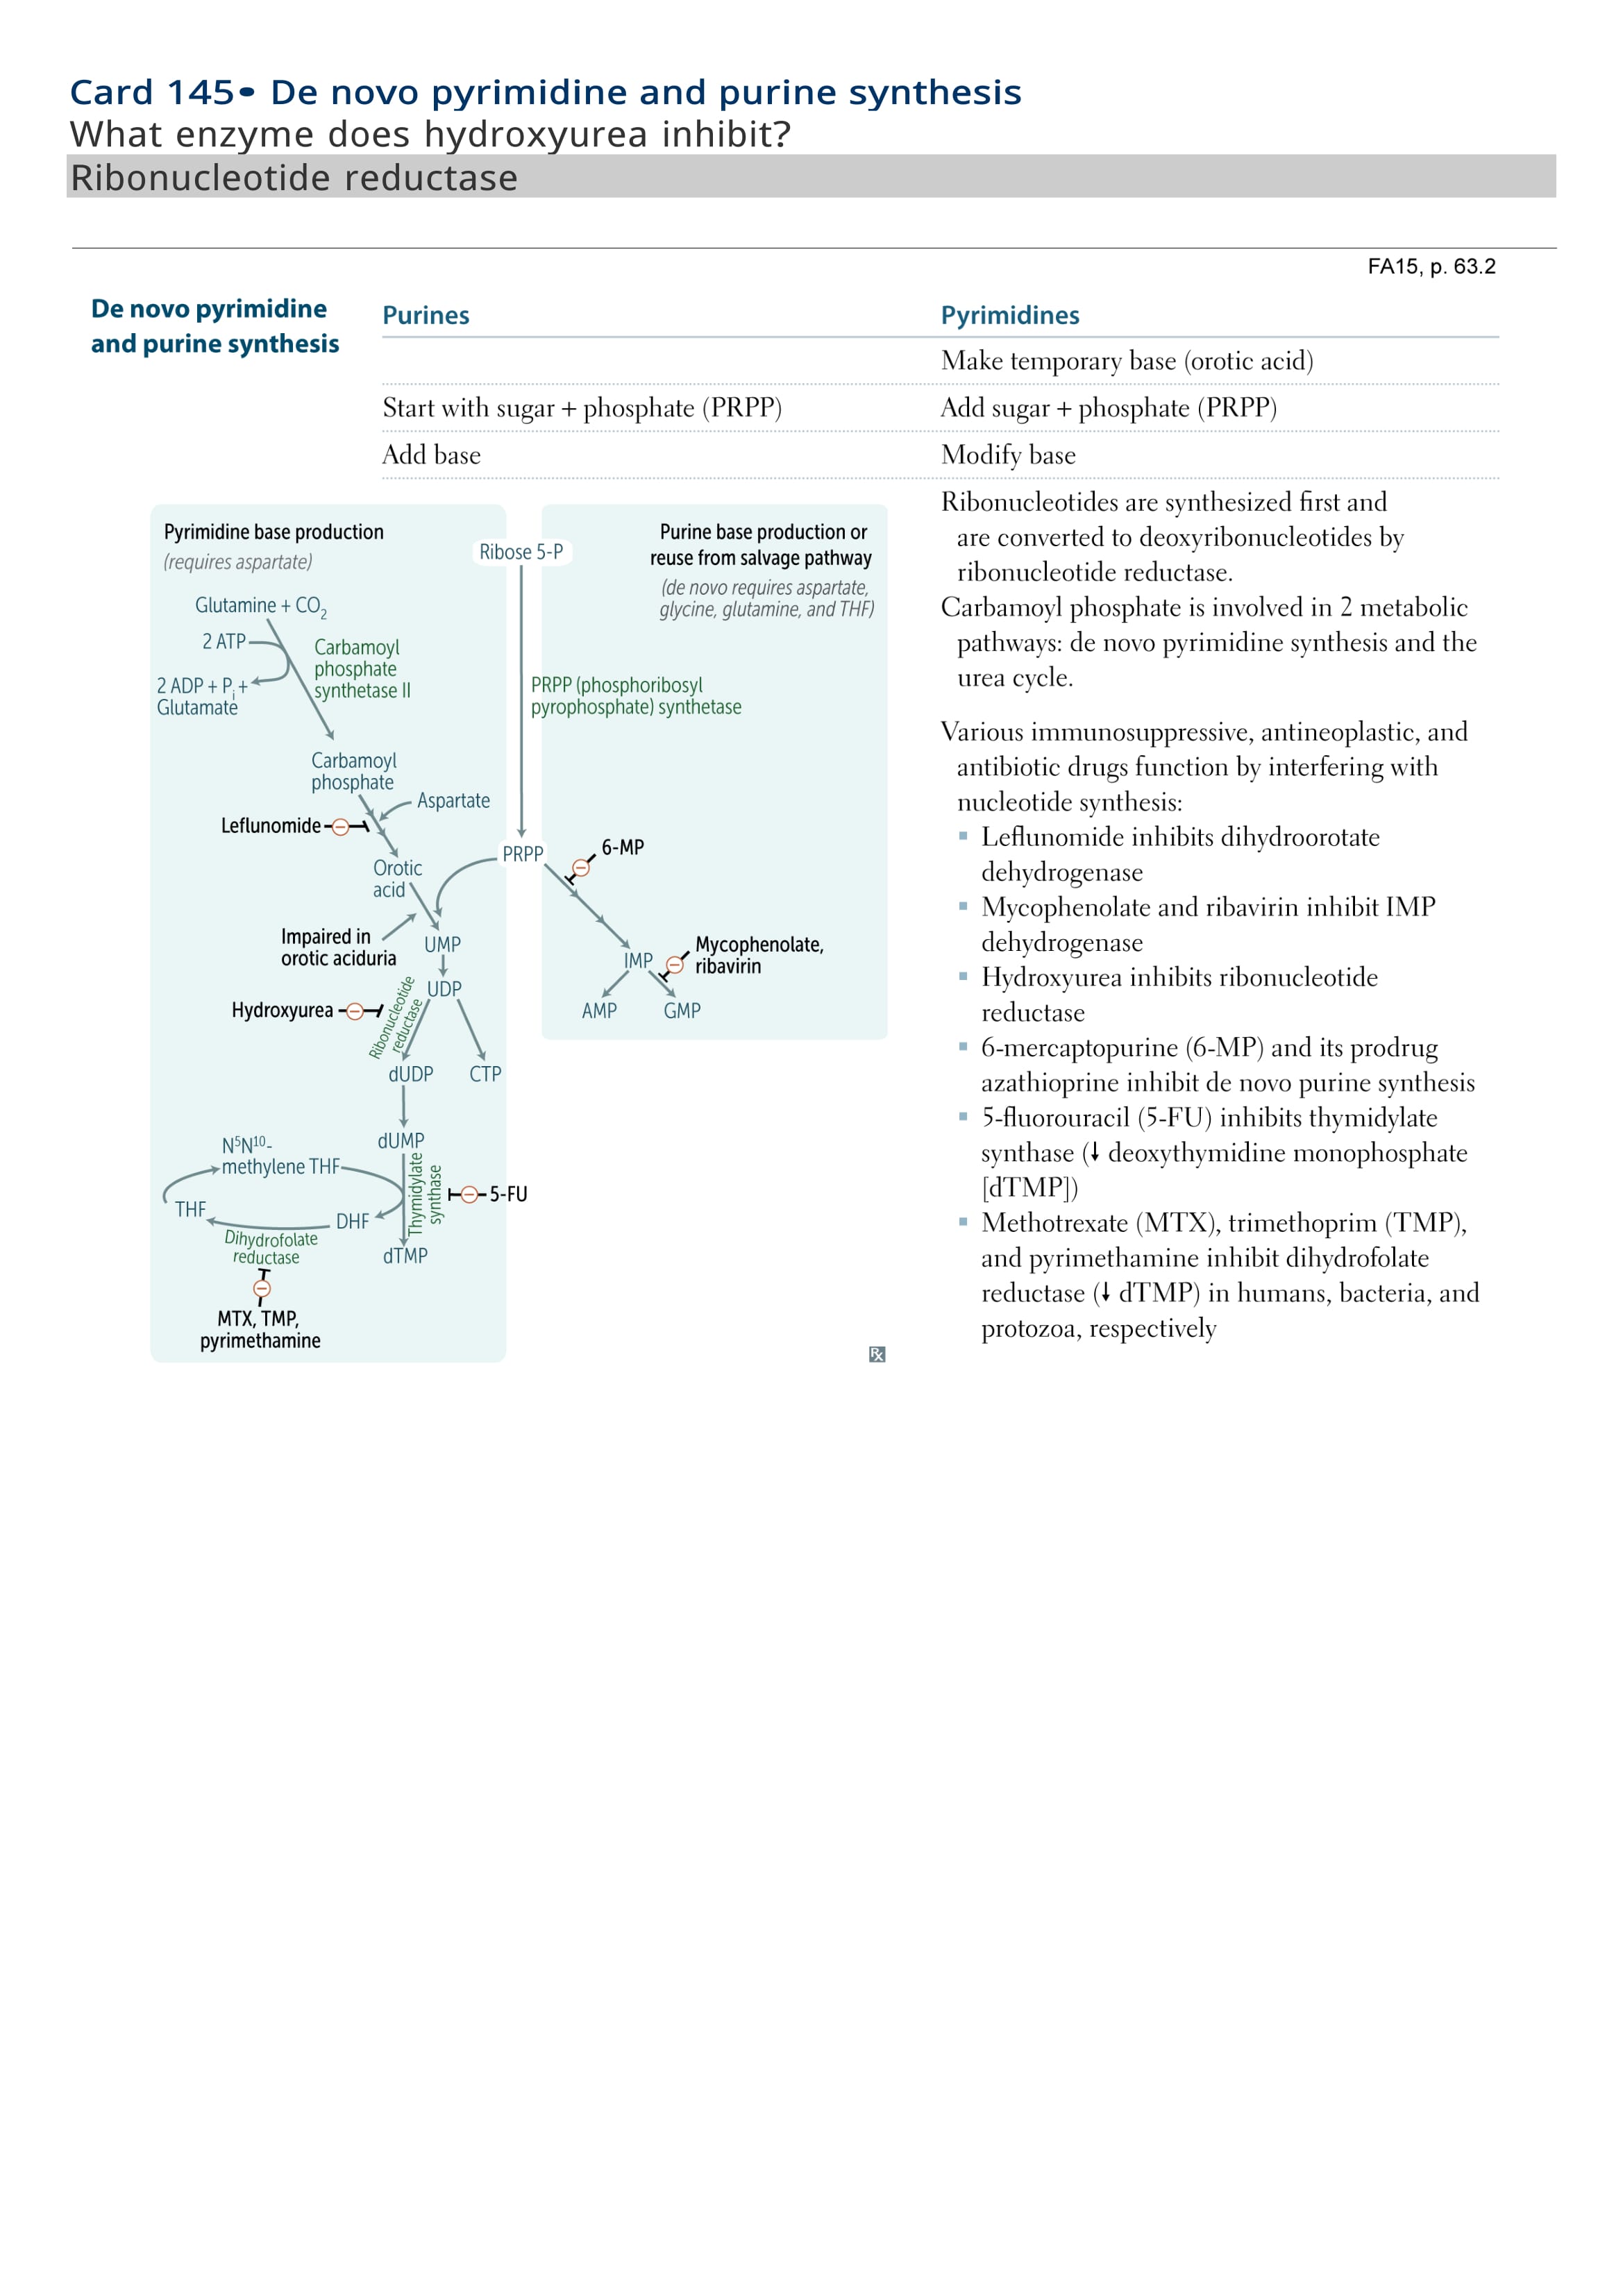 Card 145• De novo pyrimidine and purine synthesis
What enzyme does hydroxyurea inhibit?
Ribonucleotide reductase
FA15, p. 63.2
De novo pyrimidine
and purine synthesis
Purines
Pyrimidines
Make temporary base (orotic acid)
Start with sugar + phosphate (PRPP)
Add sugar + phosphate (PRPP)
Add base
Modify base
Pyrimidine base production
(requires aspartate)
Glutamine + CO2
2 ATP
Carbamoyl
phosphate
synthetase II
2 ADP + Pi +
Glutamate
Carbamoyl
phosphate
Aspartate
Leflunomide
Orotic
acid
Impaired in
orotic aciduria
UMP
UDP
Hydroxyurea
Ribonucleotide
reductase
dUDP
CTP
dUMP
N5N10-
methylene THF
Thymidylate
synthase
5-FU
THF
DHF
Dihydrofolate
reductase
dTMP
MTX, TMP,
pyrimethamine
Ribose 5-P
Purine base production or
reuse from salvage pathway
(de novo requires aspartate,
glycine, glutamine, and THF)
PRPP (phosphoribosyl
pyrophosphate) synthetase
PRPP
6-MP
IMP
Mycophenolate,
ribavirin
AMP
GMP
Rx
Ribonucleotides are synthesized first and
are converted to deoxyribonucleotides by
ribonucleotide reductase.
Carbamoyl phosphate is involved in 2 metabolic
pathways: de novo pyrimidine synthesis and the
urea cycle.
Various immunosuppressive, antineoplastic, and
antibiotic drugs function by interfering with
nucleotide synthesis:
▪ Leflunomide inhibits dihydroorotate
dehydrogenase
▪ Mycophenolate and ribavirin inhibit IMP
dehydrogenase
▪ Hydroxyurea inhibits ribonucleotide
reductase
▪ 6-mercaptopurine (6-MP) and its prodrug
azathioprine inhibit de novo purine synthesis
▪ 5-fluorouracil (5-FU) inhibits thymidylate
synthase (↓ deoxythymidine monophosphate
[dTMP])
▪ Methotrexate (MTX), trimethoprim (TMP),
and pyrimethamine inhibit dihydrofolate
reductase (↓ dTMP) in humans, bacteria, and
protozoa, respectively